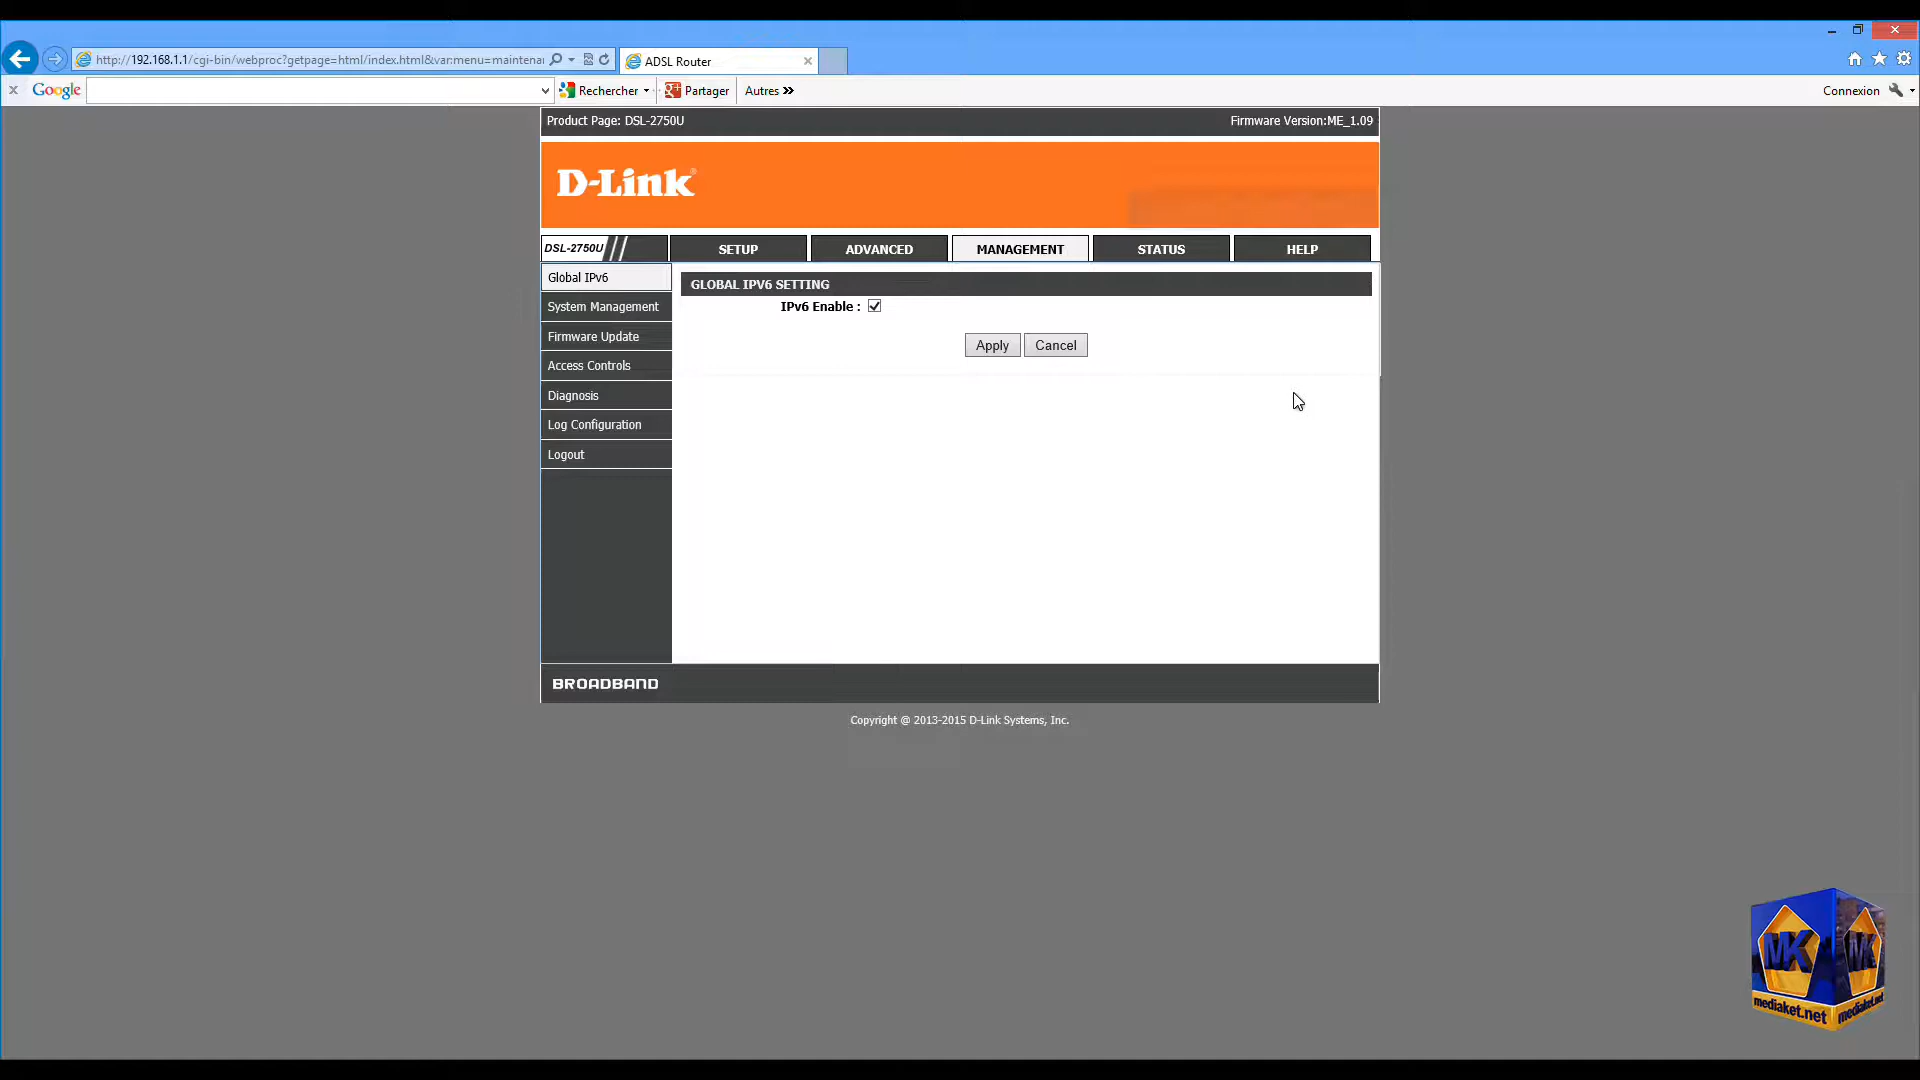 http://192.168.1.1/cgi-bin/webproc?getpage=html/index.html&var:menu=maintenan
ADSL Router
Google
Rechercher
Partager
Autres
Connexion
Product Page: DSL-2750U
Firmware Version:ME_1.09
D-Link
DSL-2750U
SETUP
ADVANCED
MANAGEMENT
STATUS
HELP
Global IPv6
System Management
Firmware Update
Access Controls
Diagnosis
Log Configuration
Logout
GLOBAL IPV6 SETTING
IPv6 Enable :
Apply
Cancel
BROADBAND
Copyright @ 2013-2015 D-Link Systems, Inc.
MK
MK
mediaket.net
mediaket.net